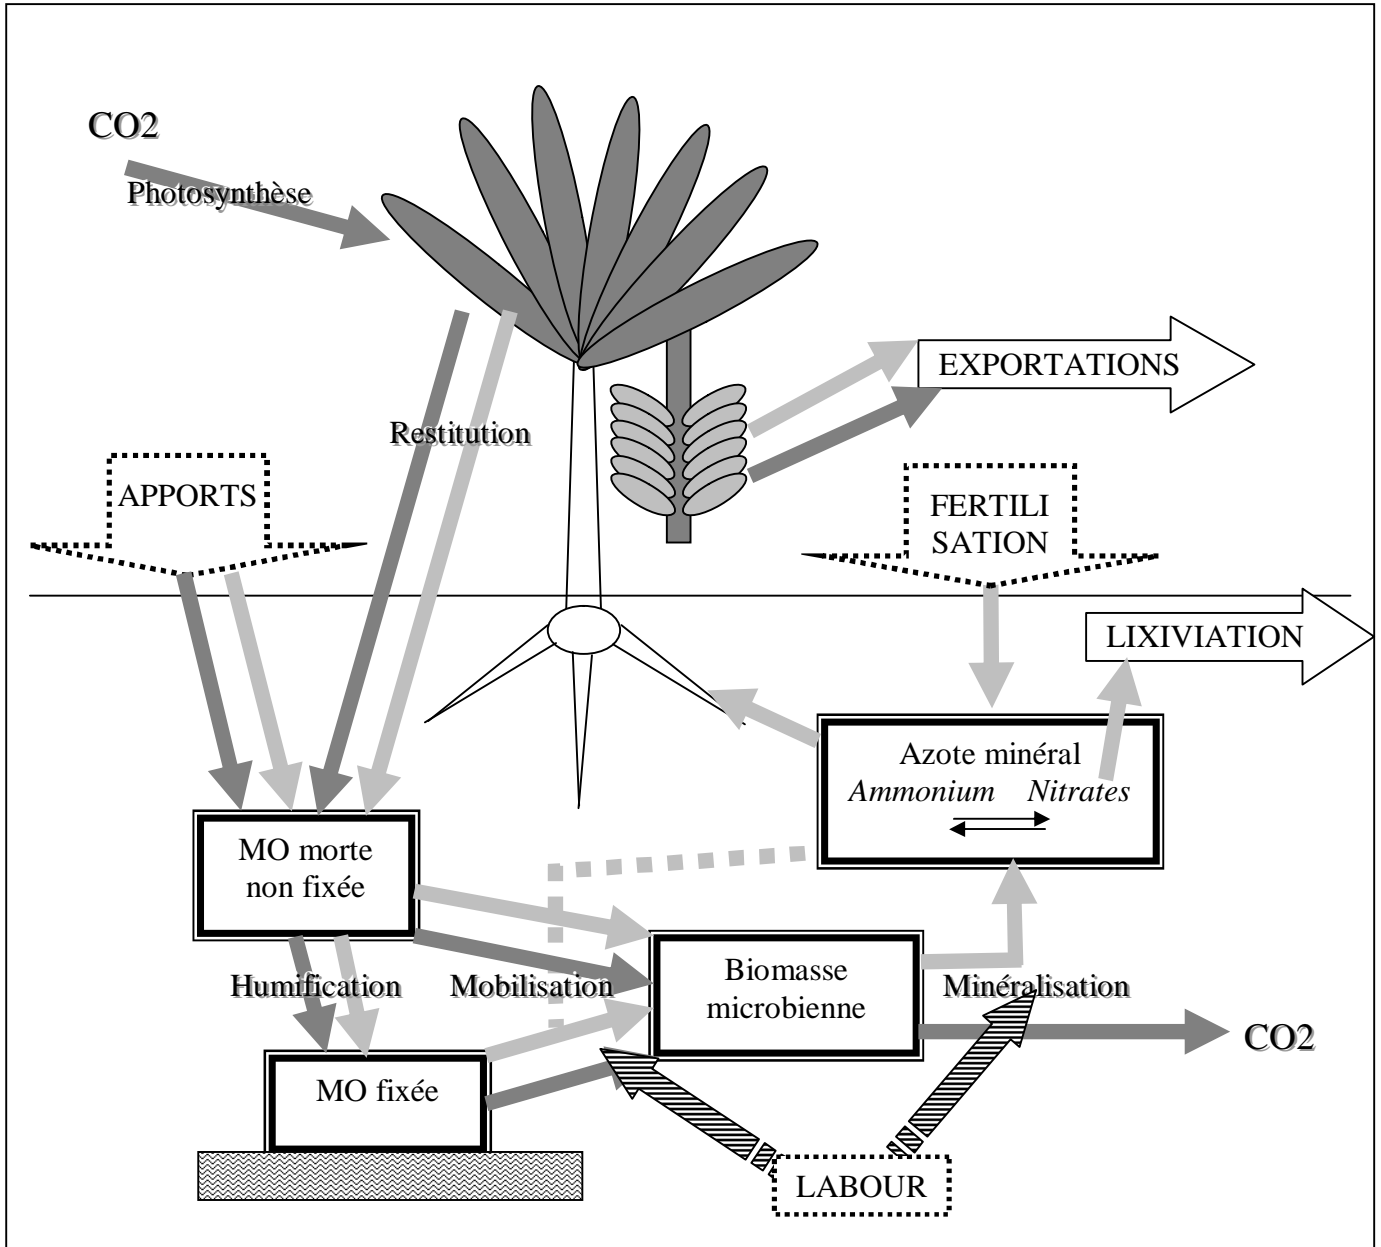 CO2
Photosynthèse
EXPORTATIONS
Restitution
APPORTS
FERTILI
SATION
LIXIVIATION
Azote minéral
Ammonium Nitrates
MO morte
non fixée
Humification
Mobilisation
Biomasse
microbienne
Minéralisation
CO2
MO fixée
LABOUR